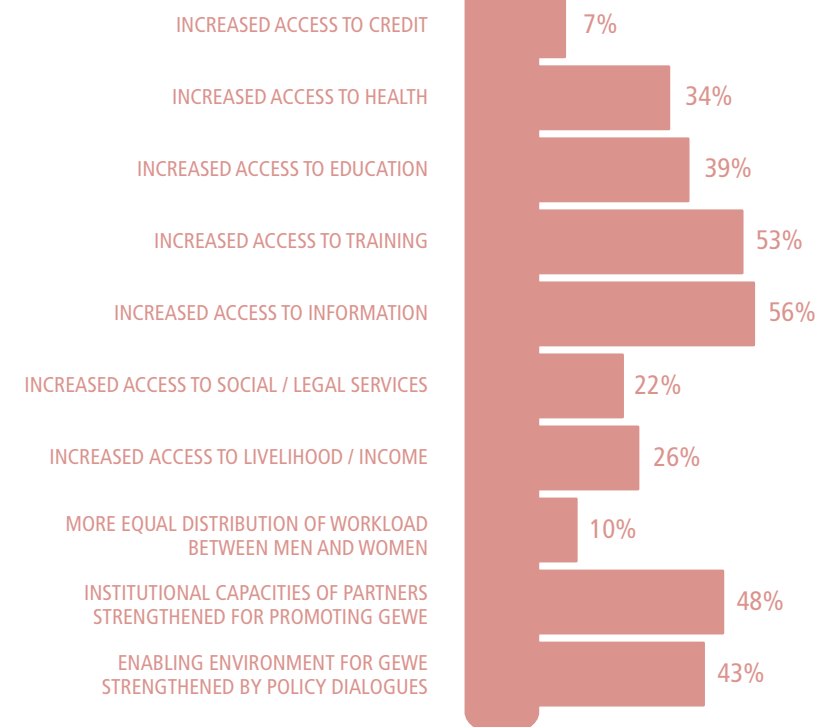 INCREASED ACCESS TO CREDIT 7%
INCREASED ACCESS TO HEALTH 34%
INCREASED ACCESS TO EDUCATION 39%
INCREASED ACCESS TO TRAINING 53%
INCREASED ACCESS TO INFORMATION 56%
INCREASED ACCESS TO SOCIAL / LEGAL SERVICES 22%
INCREASED ACCESS TO LIVELIHOOD / INCOME 26%
MORE EQUAL DISTRIBUTION OF WORKLOAD
BETWEEN MEN AND WOMEN 10%
INSTITUTIONAL CAPACITIES OF PARTNERS
STRENGTHENED FOR PROMOTING GEWE 48%
ENABLING ENVIRONMENT FOR GEWE
STRENGTHENED BY POLICY DIALOGUES 43%